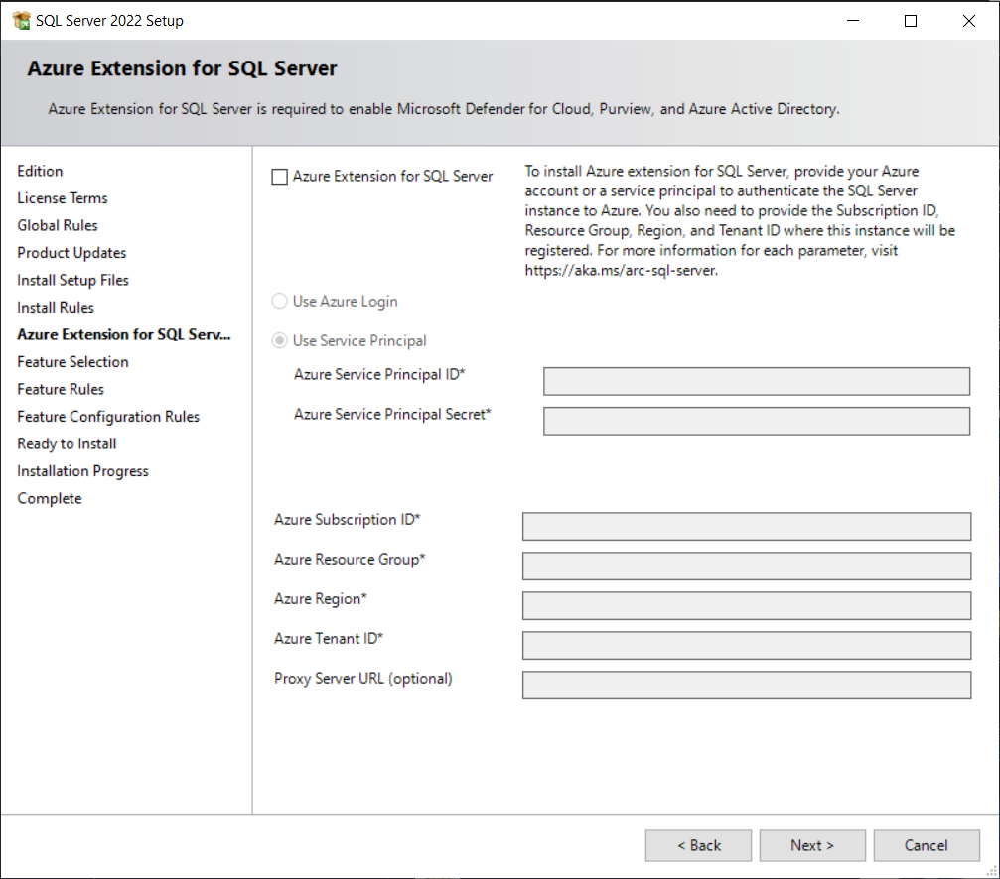 SQL Server 2022 Setup
Azure Extension for SQL Server
Azure Extension for SQL Server is required to enable Microsoft Defender for Cloud, Purview, and Azure Active Directory.
Edition
License Terms
Global Rules
Product Updates
Install Setup Files
Install Rules
Azure Extension for SQL Serv...
Feature Selection
Feature Rules
Feature Configuration Rules
Ready to Install
Installation Progress
Complete
Azure Extension for SQL Server
To install Azure extension for SQL Server, provide your Azure
account or a service principal to authenticate the SQL Server
instance to Azure. You also need to provide the Subscription ID,
Resource Group, Region, and Tenant ID where this instance will be
registered. For more information for each parameter, visit
https://aka.ms/arc-sql-server.
Use Azure Login
Use Service Principal
Azure Service Principal ID*
Azure Service Principal Secret*
Azure Subscription ID*
Azure Resource Group*
Azure Region*
Azure Tenant ID*
Proxy Server URL (optional)
< Back
Next >
Cancel